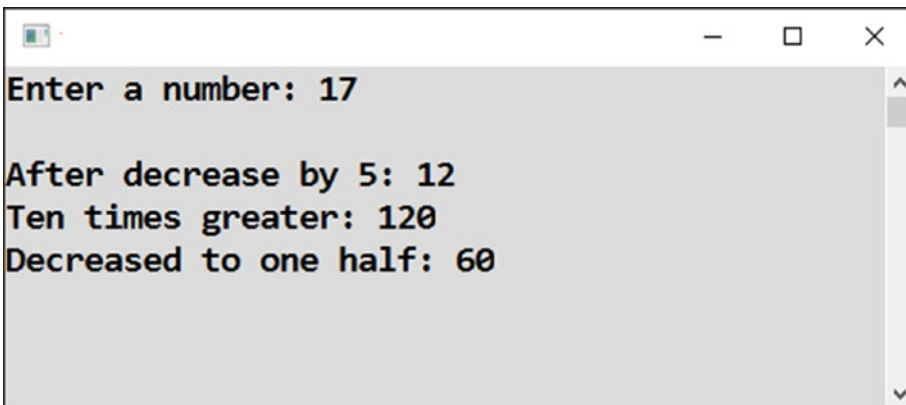 Enter a number: 17
After decrease by 5: 12
Ten times greater: 120
Decreased to one half: 60